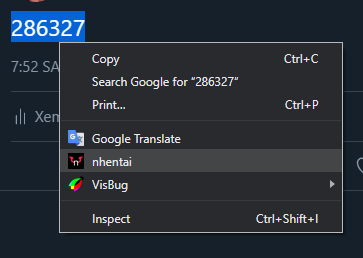 286327
7:52 SA
Xem
Copy Ctrl+C
Search Google for “286327”
Print... Ctrl+P
Google Translate
nhentai
VisBug
Inspect Ctrl+Shift+I